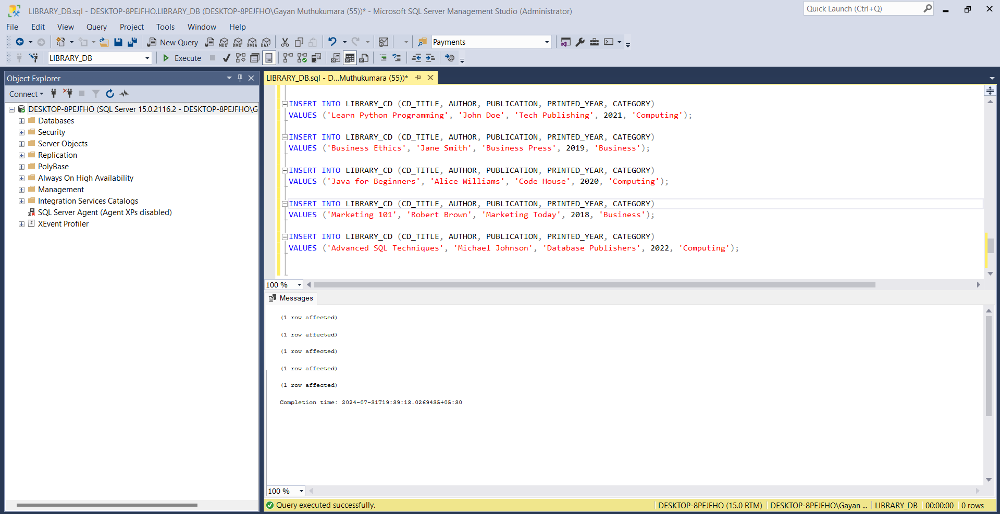 LIBRARY_DB.sql - DESKTOP-8PEJFHO.LIBRARY_DB (DESKTOP-8PEJFHO\Gayan Muthukumara (55))* - Microsoft SQL Server Management Studio (Administrator)
Quick Launch (Ctrl+Q)
File Edit View Query Project Tools Window Help
New Query MDX DMX XMLA DAX Payments
LIBRARY_DB Execute
Object Explorer
Connect
DESKTOP-8PEJFHO (SQL Server 15.0.2116.2 - DESKTOP-8PEJFHO\G
Databases
Security
Server Objects
Replication
PolyBase
Always On High Availability
Management
Integration Services Catalogs
SQL Server Agent (Agent XPs disabled)
XEvent Profiler
LIBRARY_DB.sql - D...Muthukumara (55))*
INSERT INTO LIBRARY_CD (CD_TITLE, AUTHOR, PUBLICATION, PRINTED_YEAR, CATEGORY)
VALUES ('Learn Python Programming', 'John Doe', 'Tech Publishing', 2021, 'Computing');
INSERT INTO LIBRARY_CD (CD_TITLE, AUTHOR, PUBLICATION, PRINTED_YEAR, CATEGORY)
VALUES ('Business Ethics', 'Jane Smith', 'Business Press', 2019, 'Business');
INSERT INTO LIBRARY_CD (CD_TITLE, AUTHOR, PUBLICATION, PRINTED_YEAR, CATEGORY)
VALUES ('Java for Beginners', 'Alice Williams', 'Code House', 2020, 'Computing');
INSERT INTO LIBRARY_CD (CD_TITLE, AUTHOR, PUBLICATION, PRINTED_YEAR, CATEGORY)
VALUES ('Marketing 101', 'Robert Brown', 'Marketing Today', 2018, 'Business');
INSERT INTO LIBRARY_CD (CD_TITLE, AUTHOR, PUBLICATION, PRINTED_YEAR, CATEGORY)
VALUES ('Advanced SQL Techniques', 'Michael Johnson', 'Database Publishers', 2022, 'Computing');
100 %
Messages
(1 row affected)
(1 row affected)
(1 row affected)
(1 row affected)
(1 row affected)
Completion time: 2024-07-31T19:39:13.0269435+05:30
100 %
Query executed successfully.
DESKTOP-8PEJFHO (15.0 RTM) DESKTOP-8PEJFHO\Gayan ... LIBRARY_DB 00:00:00 0 rows